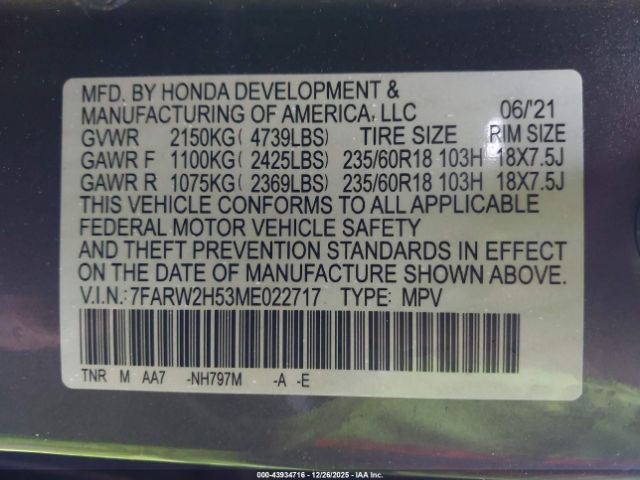 MFD. BY HONDA DEVELOPMENT &
MANUFACTURING OF AMERICA, LLC 06/'21
GVWR 2150KG( 4739LBS) TIRE SIZE RIM SIZE
GAWR F 1100KG( 2425LBS) 235/60R18 103H 18X7.5J
GAWR R 1075KG( 2369LBS) 235/60R18 103H 18X7.5J
THIS VEHICLE CONFORMS TO ALL APPLICABLE
FEDERAL MOTOR VEHICLE SAFETY
AND THEFT PREVENTION STANDARDS IN EFFECT
ON THE DATE OF MANUFACTURE SHOWN ABOVE.
V.I.N.:7FARW2H53ME022717 TYPE: MPV
TNR M AA7 -NH797M -A -E
000-43934716 - 12/26/2025 - IAA Inc.